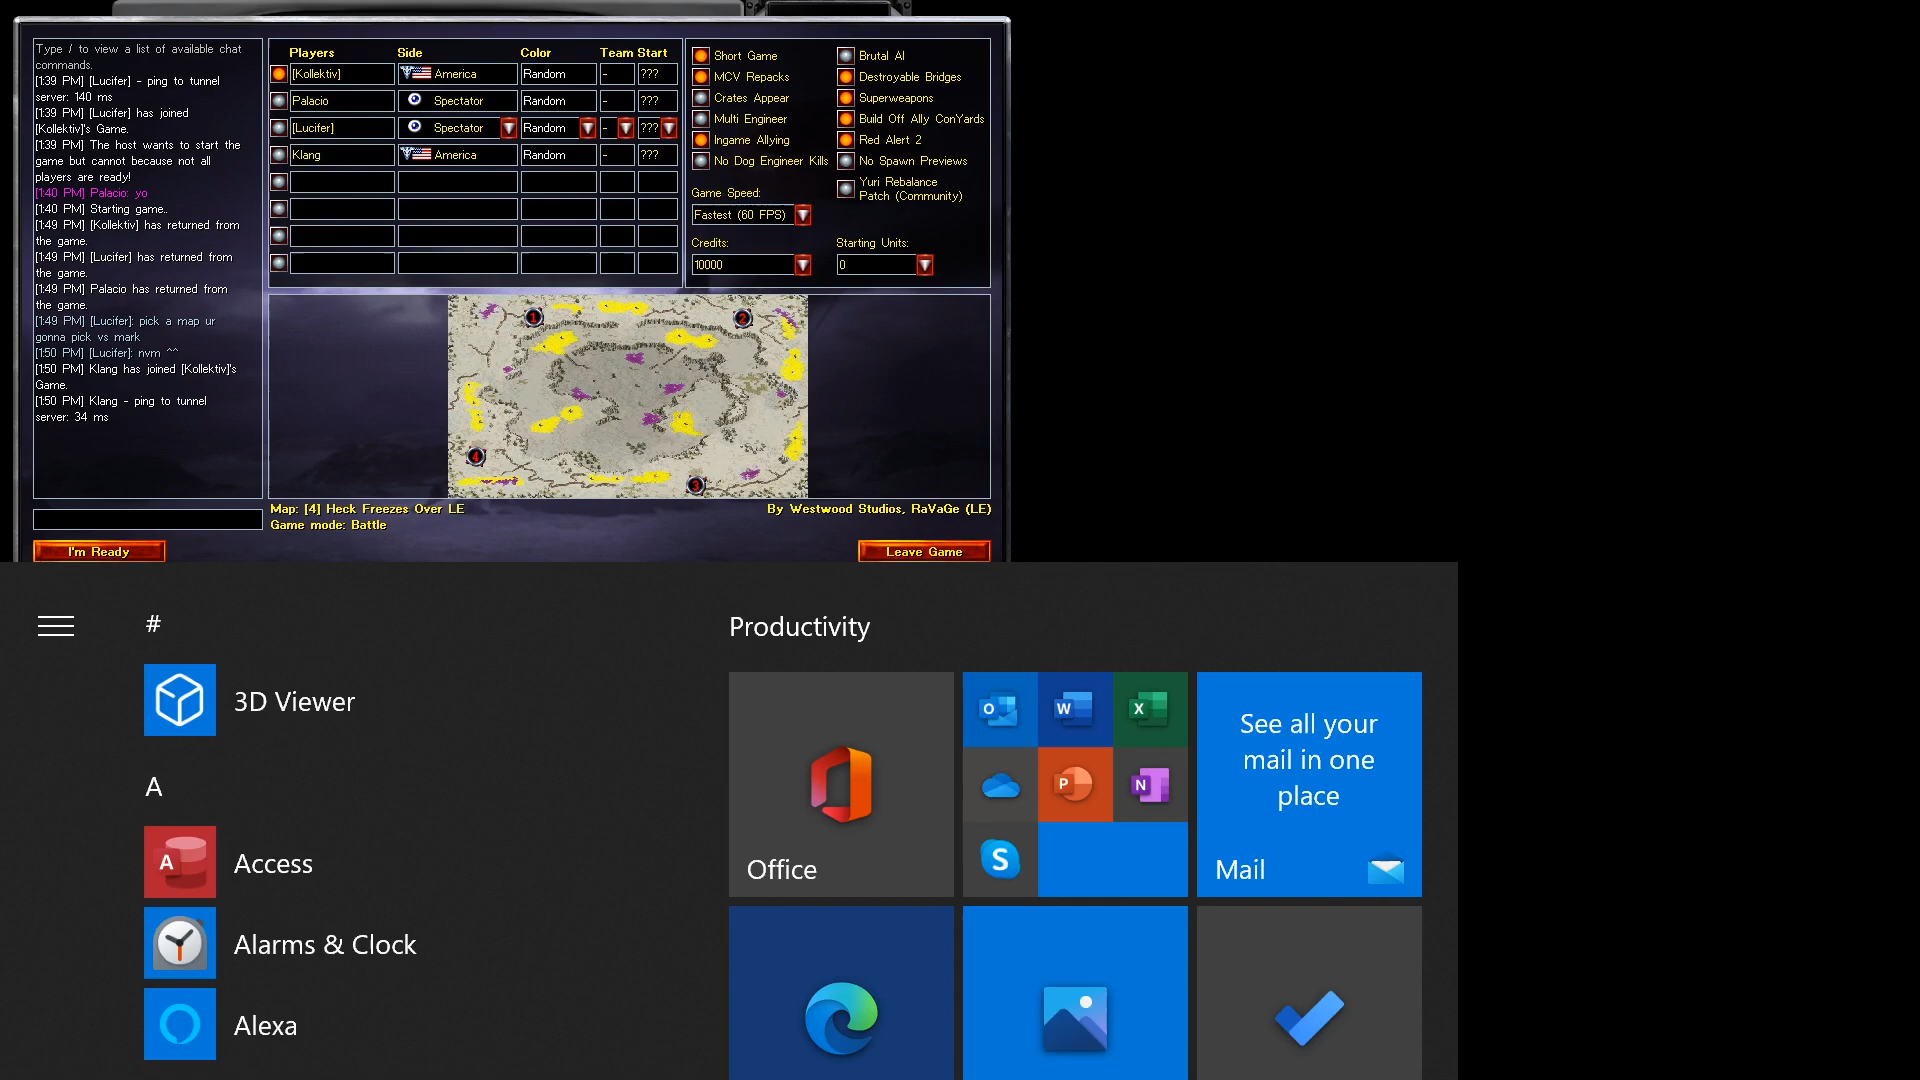 Type / to view a list of available chat
commands.
[1:39 PM] [Lucifer] - ping to tunnel
server: 140 ms
[1:39 PM] [Lucifer] has joined
[Kollektiv]'s Game.
[1:39 PM] The host wants to start the
game but cannot because not all
players are ready!
[1:40 PM] Palacio: yo
[1:40 PM] Starting game..
[1:49 PM] [Kollektiv] has returned from
the game.
[1:49 PM] [Lucifer] has returned from
the game.
[1:49 PM] Palacio has returned from
the game.
[1:49 PM] [Lucifer]: pick a map ur
gonna pick vs mark
[1:50 PM] [Lucifer]: nvm ^^
[1:50 PM] Klang has joined [Kollektiv]'s
Game.
[1:50 PM] Klang - ping to tunnel
server: 34 ms
I'm Ready
Players Side Color Team Start
[Kollektiv] America Random - ???
Palacio Spectator Random - ???
[Lucifer] Spectator Random - ???
Klang America Random - ???
Short Game Brutal AI
MCV Repacks Destroyable Bridges
Crates Appear Superweapons
Multi Engineer Build Off Ally ConYards
Ingame Allying Red Alert 2
No Dog Engineer Kills No Spawn Previews
Yuri Rebalance
Patch (Community)
Game Speed:
Fastest (60 FPS)
Credits: Starting Units:
10000 0
1 2
4 3
Map: [4] Heck Freezes Over LE By Westwood Studios, RaVaGe (LE)
Game mode: Battle
Leave Game
#
3D Viewer
A
A Access
Alarms & Clock
Alexa
Productivity
Office
O W X
P N
S
See all your
mail in one
place
Mail